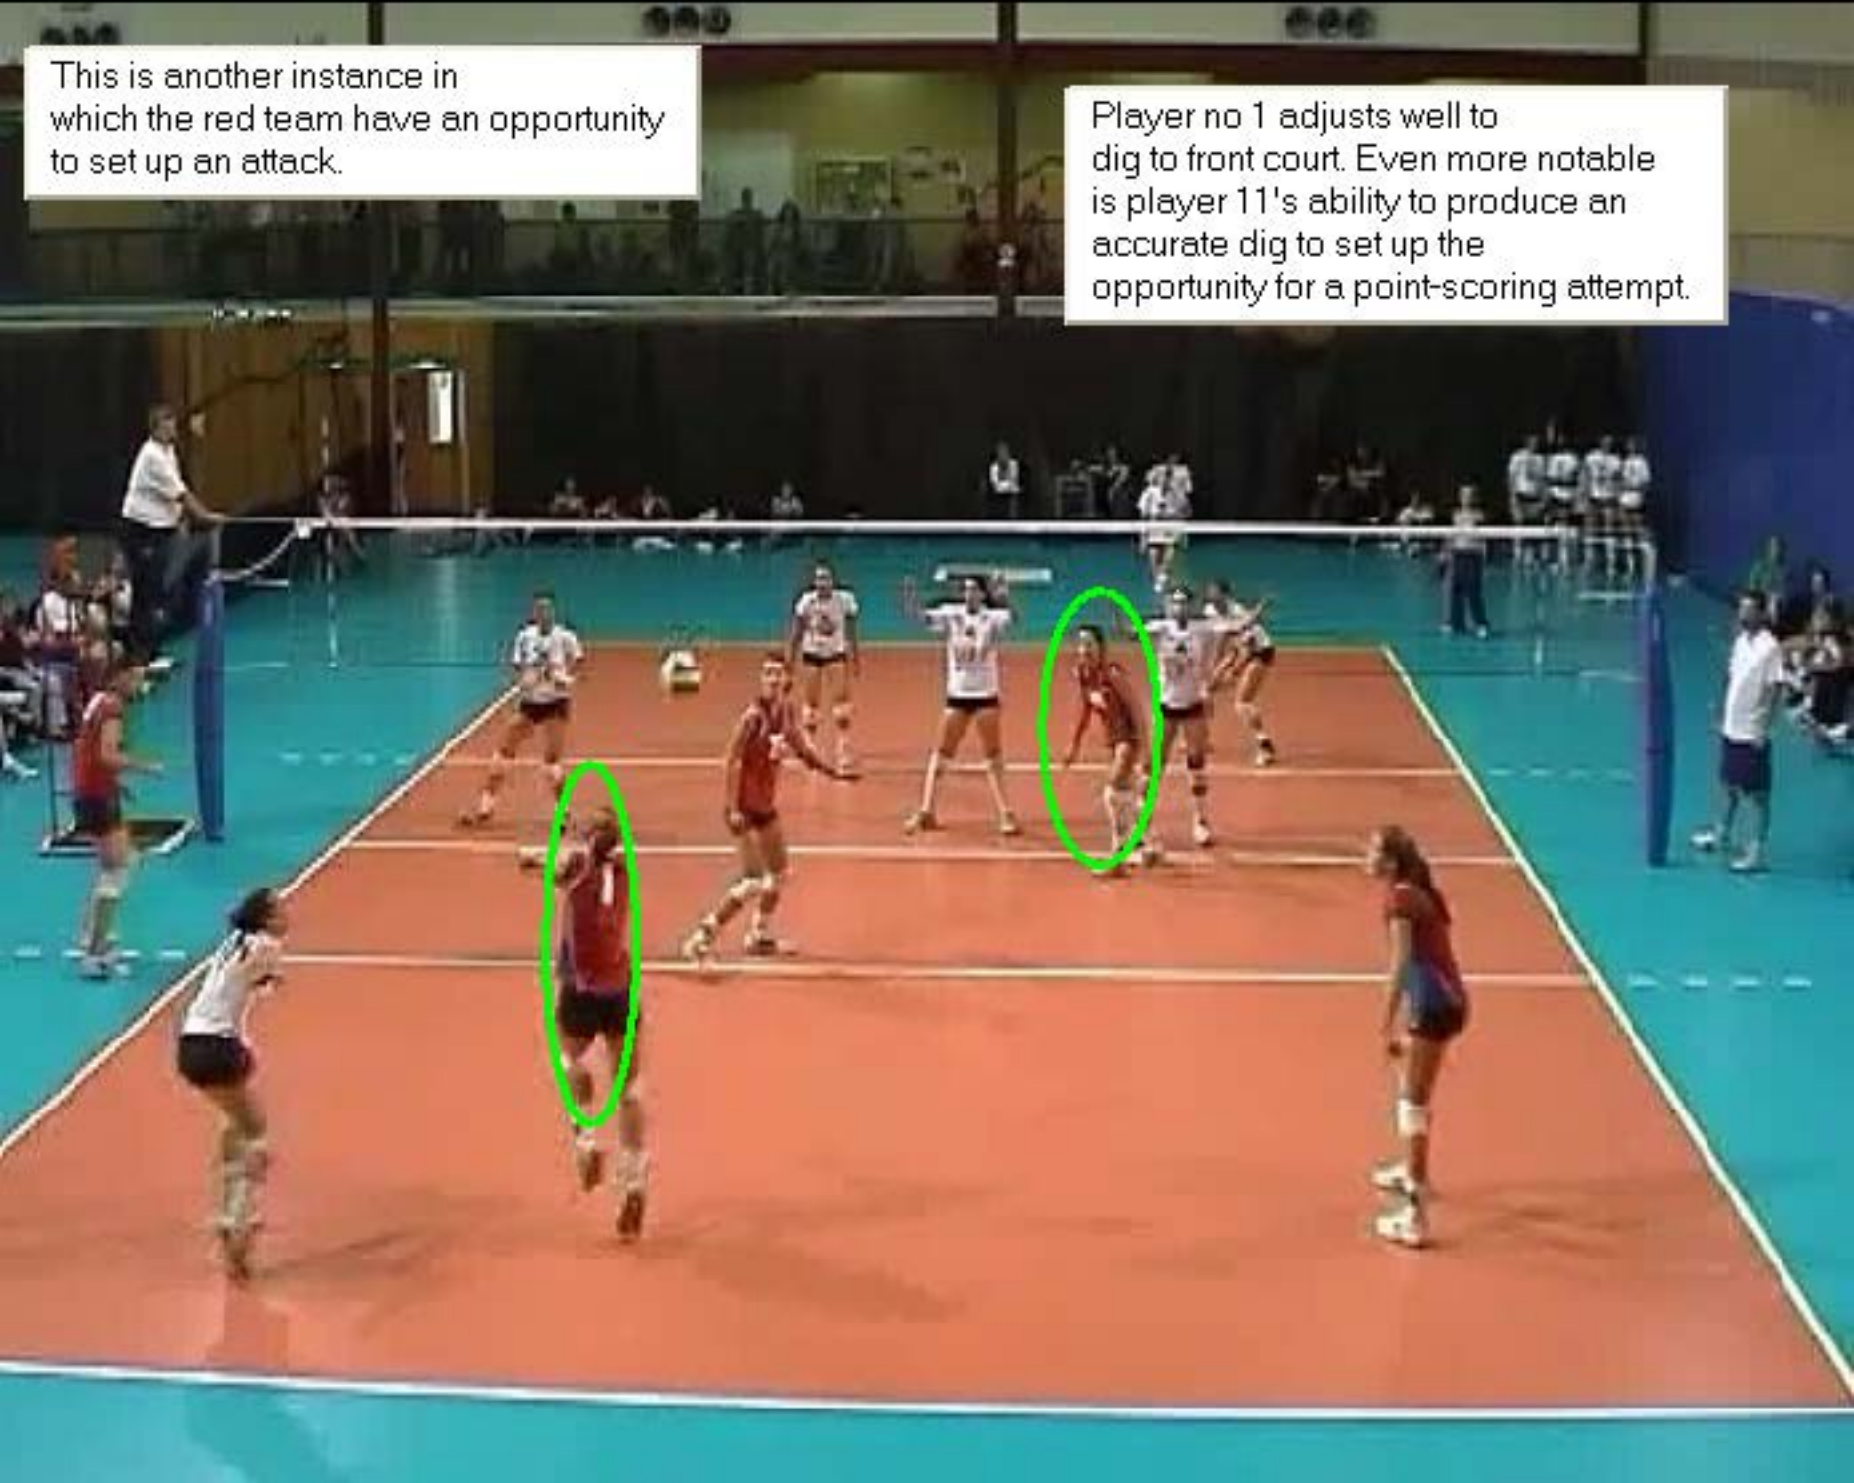 This is another instance in
which the red team have an opportunity
to set up an attack.
Player no 1 adjusts well to
dig to front court. Even more notable
is player 11's ability to produce an
accurate dig to set up the
opportunity for a point-scoring attempt.
1